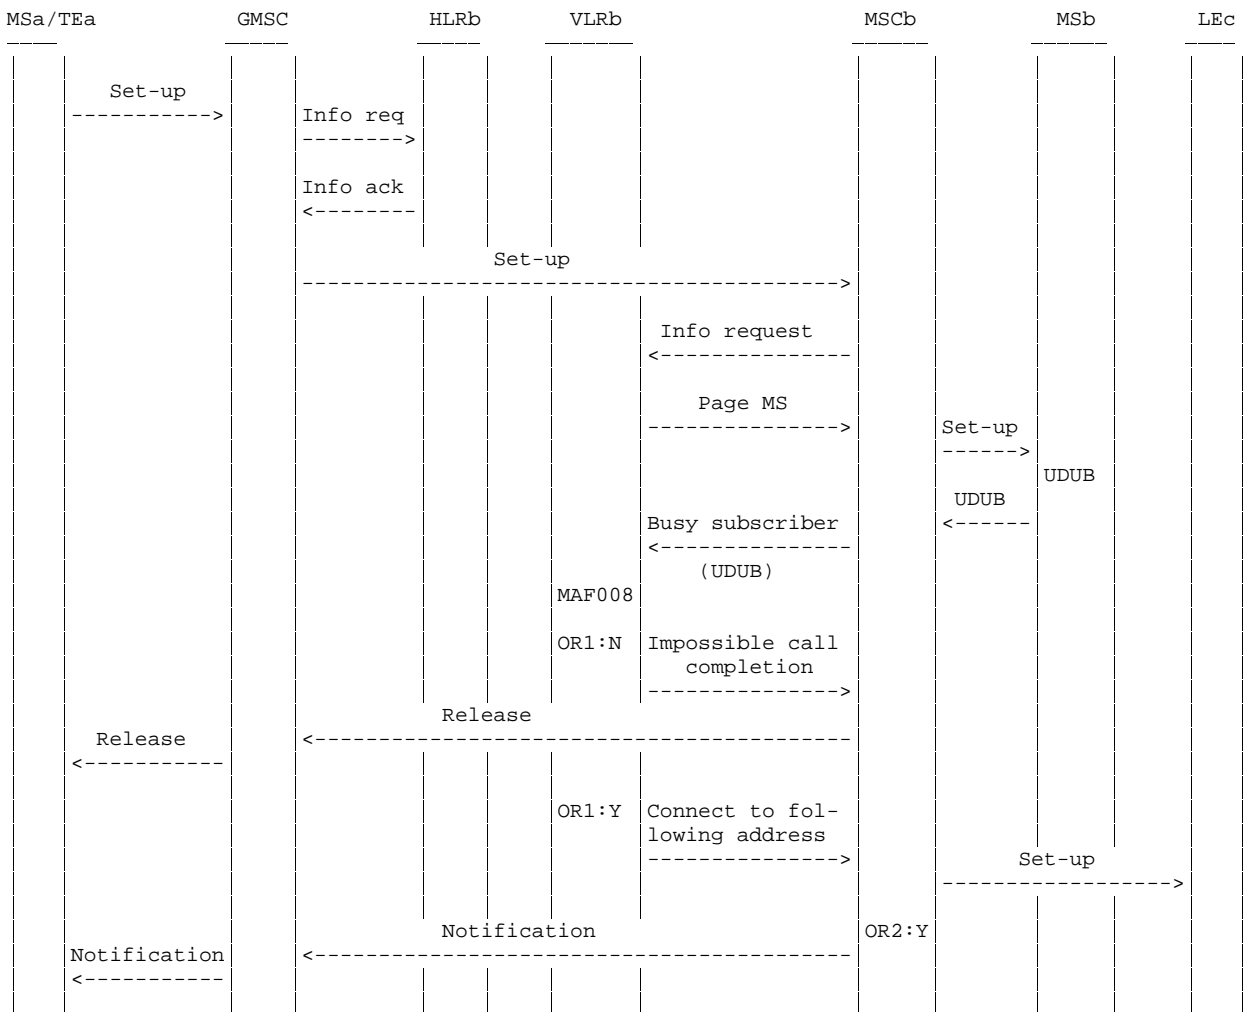 MSa/TEa GMSC HLRb VLRb MSCb MSb LEc
Set-up
Info req
Info ack
Set-up
Info request
Page MS
Set-up
UDUB
UDUB
Busy subscriber
(UDUB)
MAF008
OR1:N Impossible call
completion
Release
Release
OR1:Y Connect to fol-
lowing address
Set-up
Notification OR2:Y
Notification